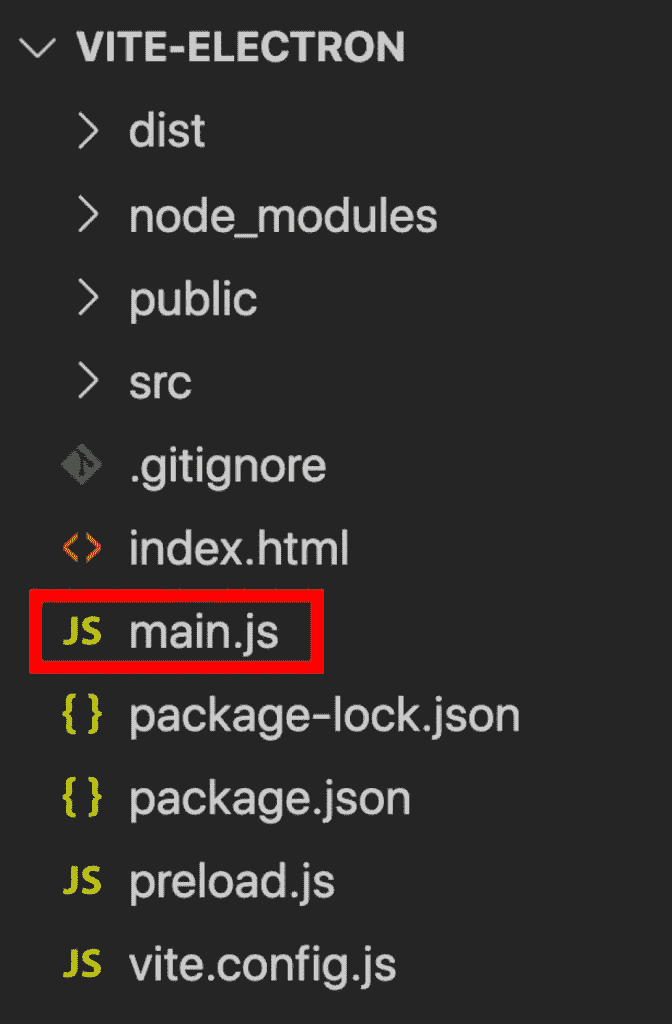 VITE-ELECTRON
dist
node_modules
public
src
.gitignore
<> index.html
JS main.js
{} package-lock.json
{} package.json
JS preload.js
JS vite.config.js